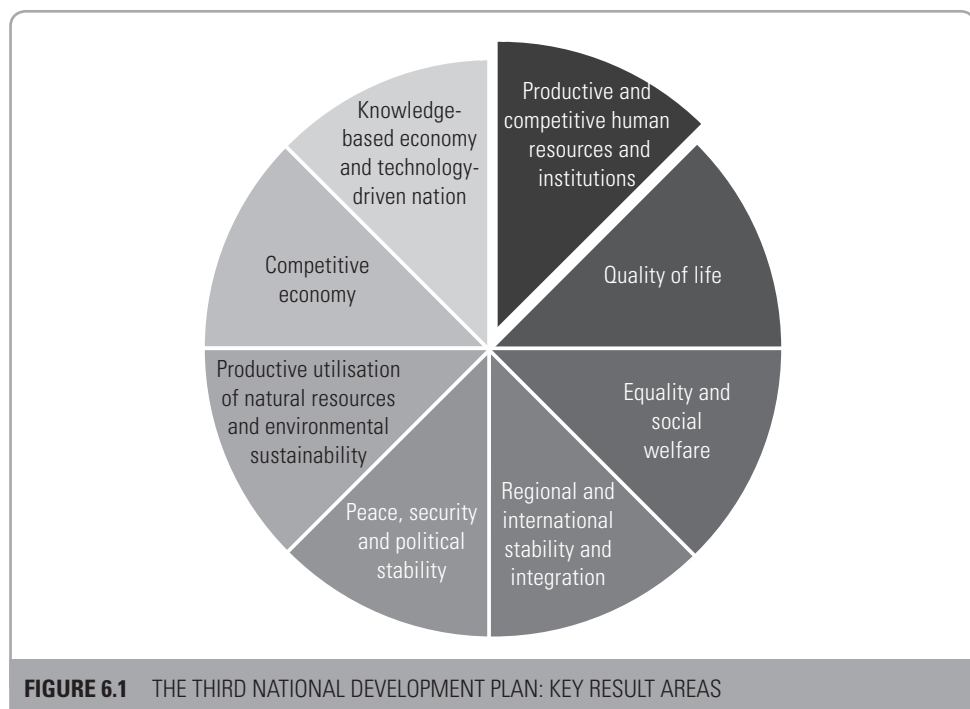 Productive and
competitive human
resources and
institutions
Quality of life
Equality and
social
welfare
Regional and
international
stability and
integration
Peace, security
and political
stability
Productive utilisation
of natural resources
and environmental
sustainability
Competitive
economy
Knowledge-
based economy
and technology-
driven nation
FIGURE 6.1 THE THIRD NATIONAL DEVELOPMENT PLAN: KEY RESULT AREAS